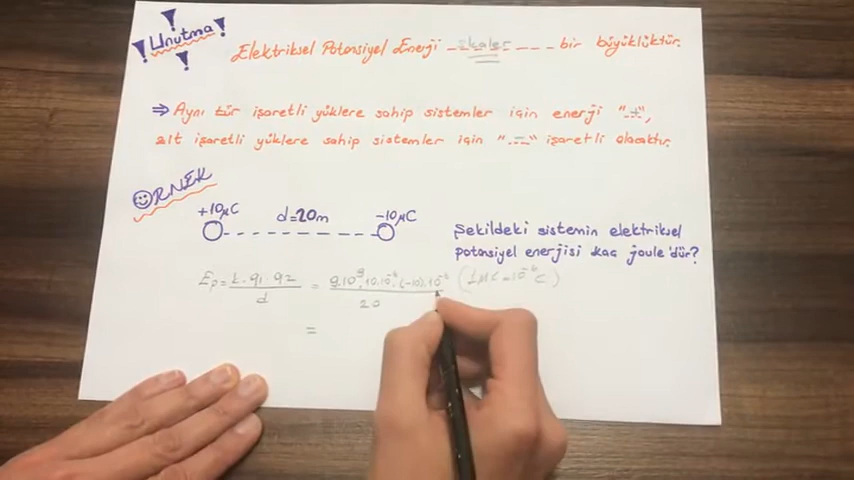 Unutma
Elektriksel Potansiyel Enerji skaler bir büyüklüktür.
⇒ Aynı tür işaretli yüklere sahip sistemler için enerji "+",
zıt işaretli yüklere sahip sistemler için "-" işaretli olacaktır.
ÖRNEK
+10μC d=20m -10μC
Şekildeki sistemin elektriksel
potansiyel enerjisi kaç joule'dür?
Ep= k.q1.q2 / d = 9.10⁹.10.10⁻⁶.(-10).10⁻⁶ / 20 (1μC=10⁻⁶C)
=